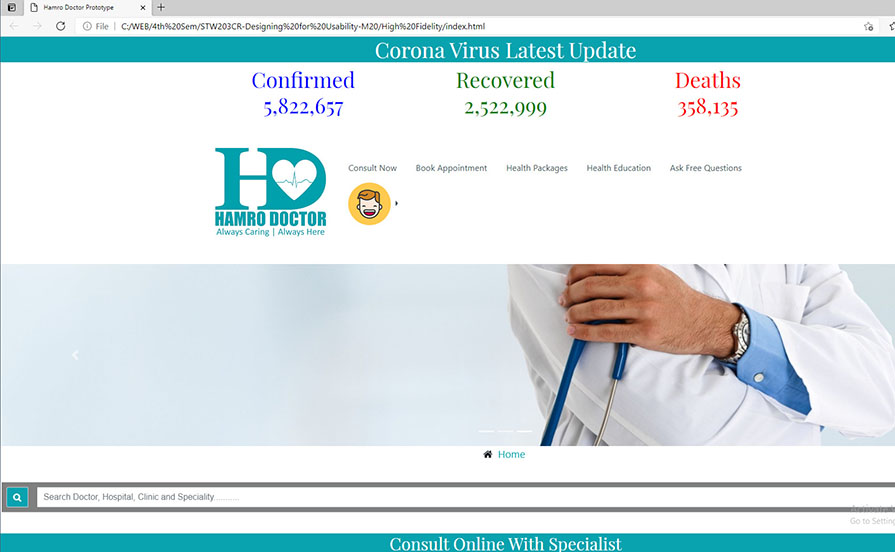 Hamro Doctor Prototype
File
C:/WEB/4th%20Sem/STW203CR-Designing%20for%20Usability-M20/High%20Fidelity/index.html
Corona Virus Latest Update
Confirmed Recovered Deaths
5,822,657 2,522,999 358,135
HD
HAMRO DOCTOR
Always Caring | Always Here
Consult Now Book Appointment Health Packages Health Education Ask Free Questions
Home
Search Doctor, Hospital, Clinic and Speciality...........
Go to Setting
Consult Online With Specialist